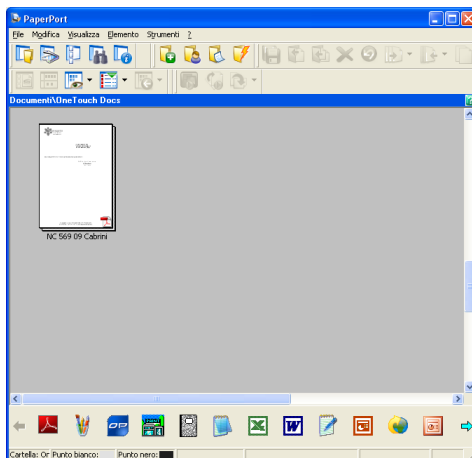 PaperPort
File Modifica Visualizza Elemento Strumenti ?
Documenti\OneTouch Docs
NC 569 09 Cabrini
Cartella: Or Punto bianco: Punto nero: